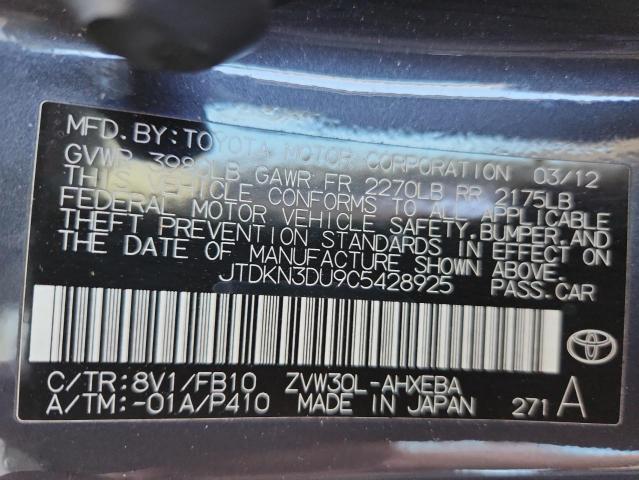 MFD. BY: TOYOTA MOTOR CORPORATION 03/12
GVWR 3980LB GAWR FR 2270LB RR 2175LB
THIS VEHICLE CONFORMS TO ALL APPLICABLE
FEDERAL MOTOR VEHICLE SAFETY, BUMPER, AND
THEFT PREVENTION STANDARDS IN EFFECT ON
THE DATE OF MANUFACTURE SHOWN ABOVE.
JTDKN3DU9C5428925 PASS. CAR
C/TR: 8V1/FB10 ZVW30L-AHXEBA
A/TM: -01A/P410 MADE IN JAPAN 271 A